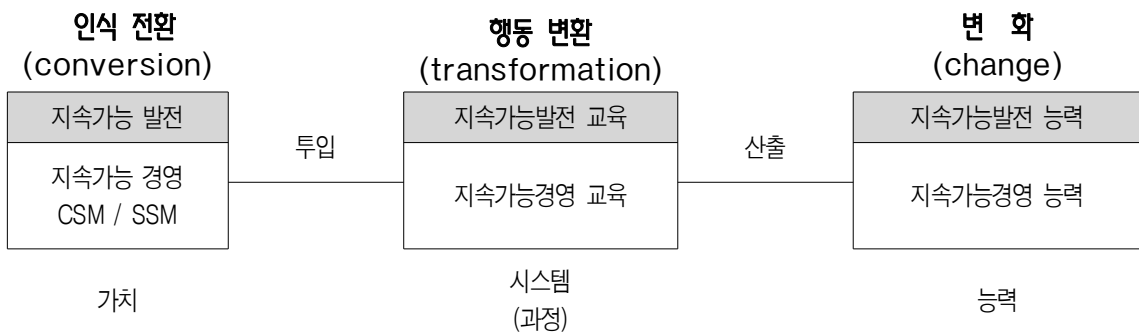 인식 전환
(conversion)
지속가능 발전
지속가능 경영
CSM / SSM
가치
투입
행동 변환
(transformation)
지속가능발전 교육
지속가능경영 교육
시스템
(과정)
산출
변 화
(change)
지속가능발전 능력
지속가능경영 능력
능력